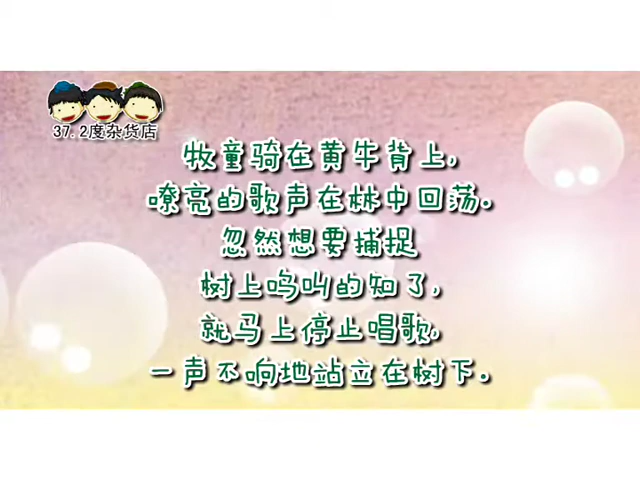 37.2度杂货店
牧童骑在黄牛背上,
嘹亮的歌声在林中回荡。
忽然想要捕捉
树上鸣叫的知了,
就马上停止唱歌,
一声不响地站立在树下。